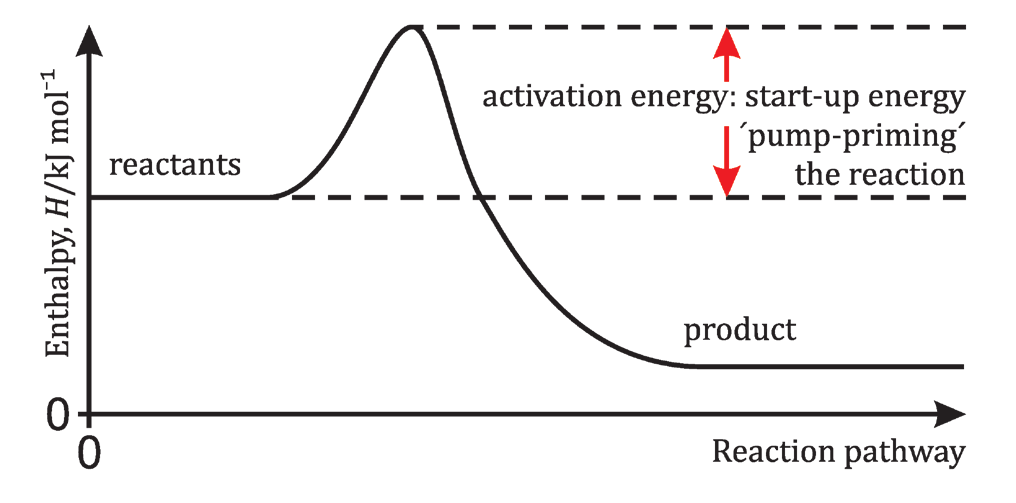 Enthalpy, H/kJ mol⁻¹
reactants
activation energy: start-up energy
´pump-priming´
the reaction
product
0
0
Reaction pathway